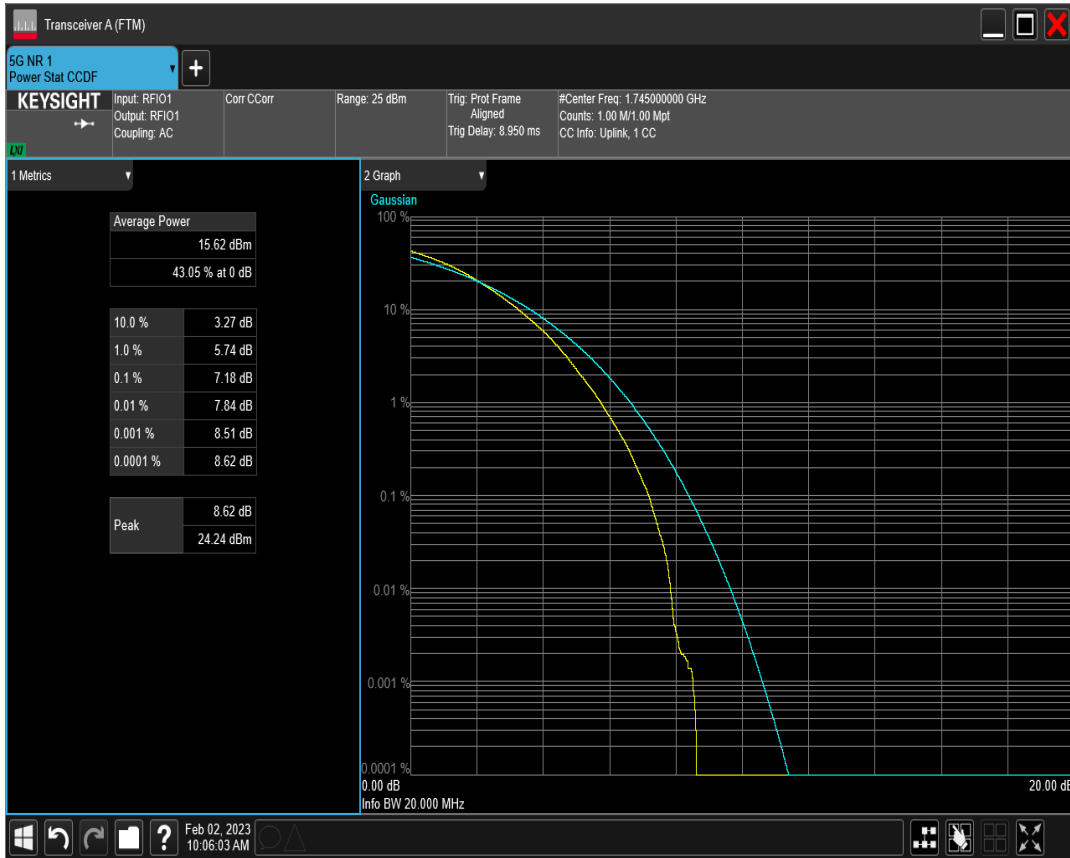 Transceiver A (FTM)
5G NR 1
Power Stat CCDF
+
KEYSIGHT
LXI
Input: RFIO1
Output: RFIO1
Coupling: AC
Corr CCorr
Range: 25 dBm
Trig: Prot Frame
Aligned
Trig Delay: 8.950 ms
#Center Freq: 1.745000000 GHz
Counts: 1.00 M/1.00 Mpt
CC Info: Uplink, 1 CC
1 Metrics
Average Power
15.62 dBm
43.05 % at 0 dB
10.0 % 3.27 dB
1.0 % 5.74 dB
0.1 % 7.18 dB
0.01 % 7.84 dB
0.001 % 8.51 dB
0.0001 % 8.62 dB
Peak 8.62 dB
24.24 dBm
2 Graph
Gaussian
100 %
10 %
1 %
0.1 %
0.01 %
0.001 %
0.0001 %
0.00 dB 20.00 dB
Info BW 20.000 MHz
?
Feb 02, 2023
10:06:03 AM